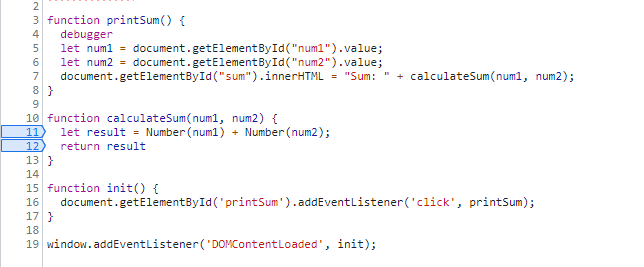 2
3 function printSum() {
4   debugger
5   let num1 = document.getElementById("num1").value;
6   let num2 = document.getElementById("num2").value;
7   document.getElementById("sum").innerHTML = "Sum: " + calculateSum(num1, num2);
8 }
9
10 function calculateSum(num1, num2) {
11   let result = Number(num1) + Number(num2);
12   return result
13 }
14
15 function init() {
16   document.getElementById('printSum').addEventListener('click', printSum);
17 }
18
19 window.addEventListener('DOMContentLoaded', init);